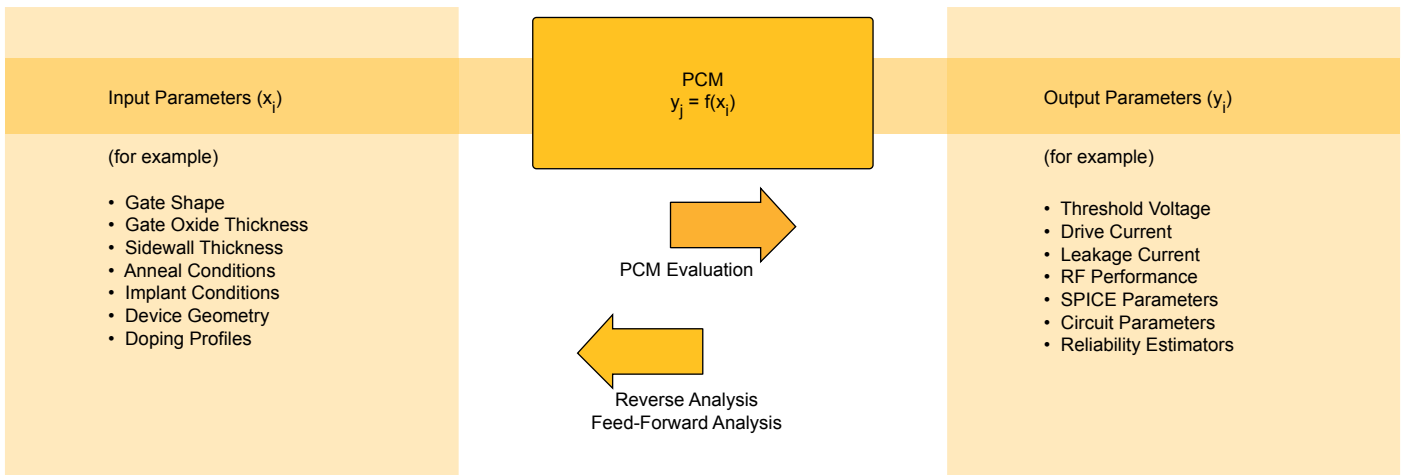 Input Parameters (xi)
(for example)
• Gate Shape
• Gate Oxide Thickness
• Sidewall Thickness
• Anneal Conditions
• Implant Conditions
• Device Geometry
• Doping Profiles
PCM
yj = f(xi)
PCM Evaluation
Reverse Analysis
Feed-Forward Analysis
Output Parameters (yi)
(for example)
• Threshold Voltage
• Drive Current
• Leakage Current
• RF Performance
• SPICE Parameters
• Circuit Parameters
• Reliability Estimators